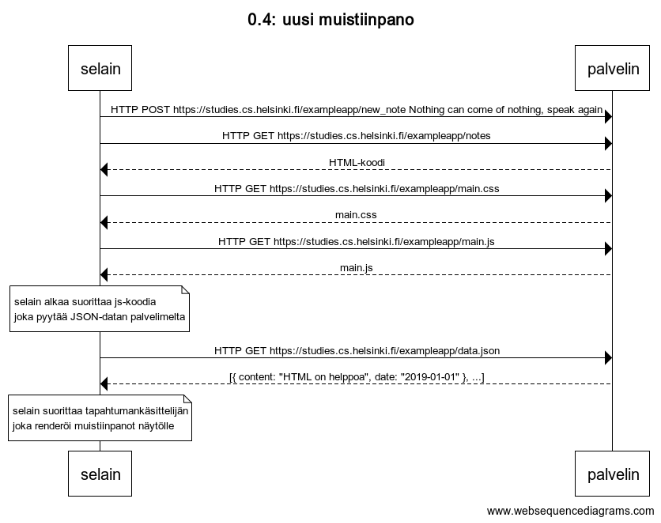 0.4: uusi muistiinpano
selain
palvelin
HTTP POST https://studies.cs.helsinki.fi/exampleapp/new_note Nothing can come of nothing, speak again
HTTP GET https://studies.cs.helsinki.fi/exampleapp/notes
HTML-koodi
HTTP GET https://studies.cs.helsinki.fi/exampleapp/main.css
main.css
HTTP GET https://studies.cs.helsinki.fi/exampleapp/main.js
main.js
selain alkaa suorittaa js-koodia
joka pyytää JSON-datan palvelimelta
HTTP GET https://studies.cs.helsinki.fi/exampleapp/data.json
[{ content: "HTML on helppoa", date: "2019-01-01" }, ...]
selain suorittaa tapahtumankäsittelijän
joka renderöi muistiinpanot näytölle
selain
palvelin
www.websequencediagrams.com